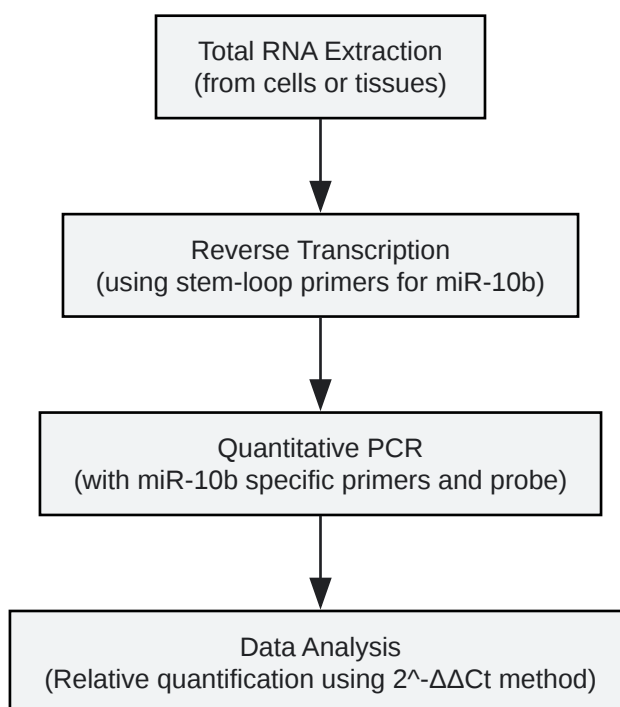 Total RNA Extraction
(from cells or tissues)
Reverse Transcription
(using stem-loop primers for miR-10b)
Quantitative PCR
(with miR-10b specific primers and probe)
Data Analysis
(Relative quantification using 2^-ΔΔCt method)